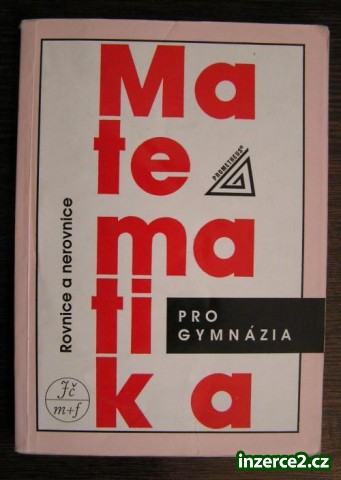 Ma
te
ma
ti
ka
PROMETHEUS®
Rovnice a nerovnice
PRO
GYMNÁZIA
Jč
m+f
inzerce2.cz